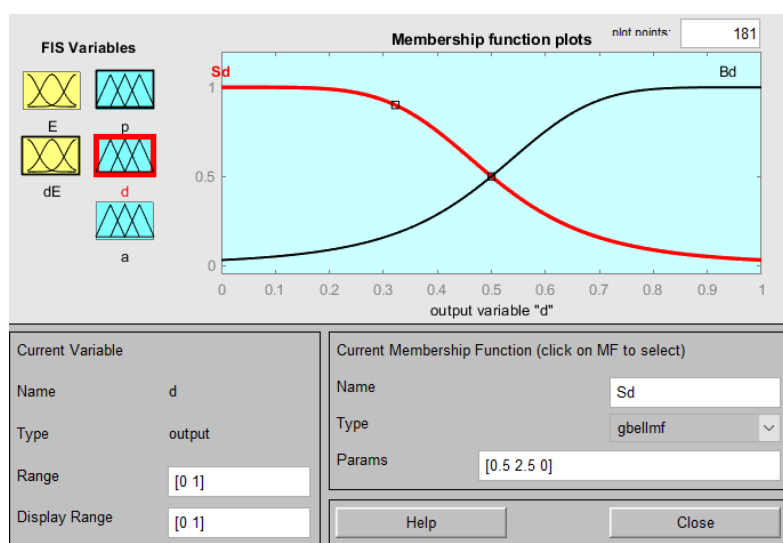 FIS Variables
Membership function plots
plot points:
181
Sd
Bd
E
p
dE
d
a
1
0.5
0
0 0.1 0.2 0.3 0.4 0.5 0.6 0.7 0.8 0.9 1
output variable "d"
Current Variable
Name d
Type output
Range [0 1]
Display Range [0 1]
Current Membership Function (click on MF to select)
Name Sd
Type gbellmf
Params [0.5 2.5 0]
Help Close